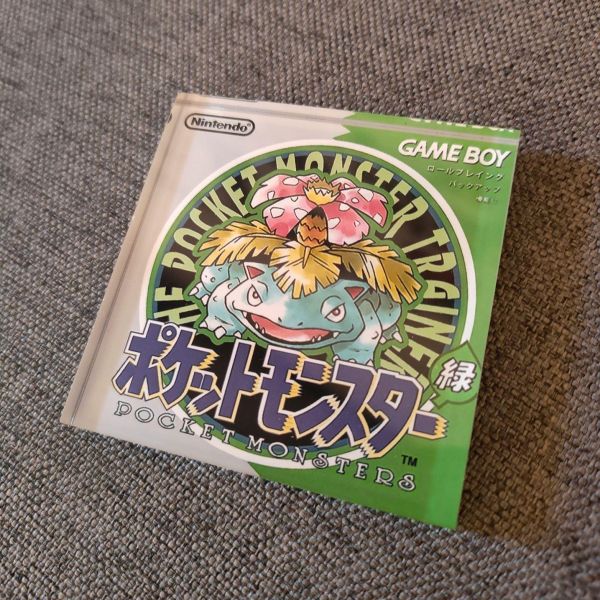 Nintendo
GAME BOY
ロールプレイング
バックアップ
THE POCKET MONSTER TRAINER
ポケットモンスター
緑
POCKET MONSTERS
TM